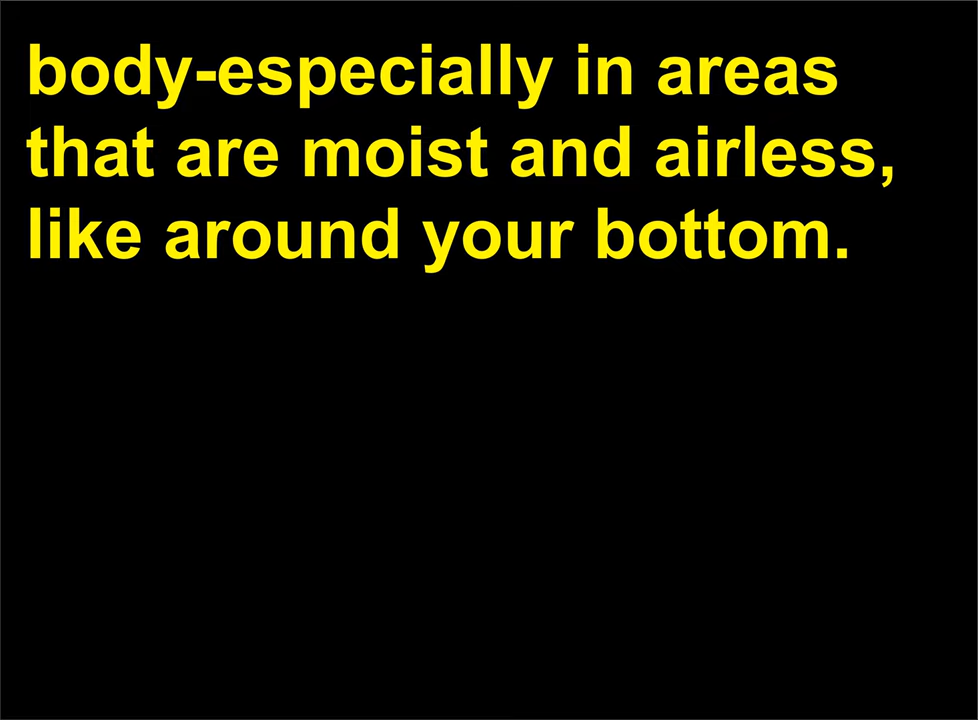 body-especially in areas
that are moist and airless,
like around your bottom.